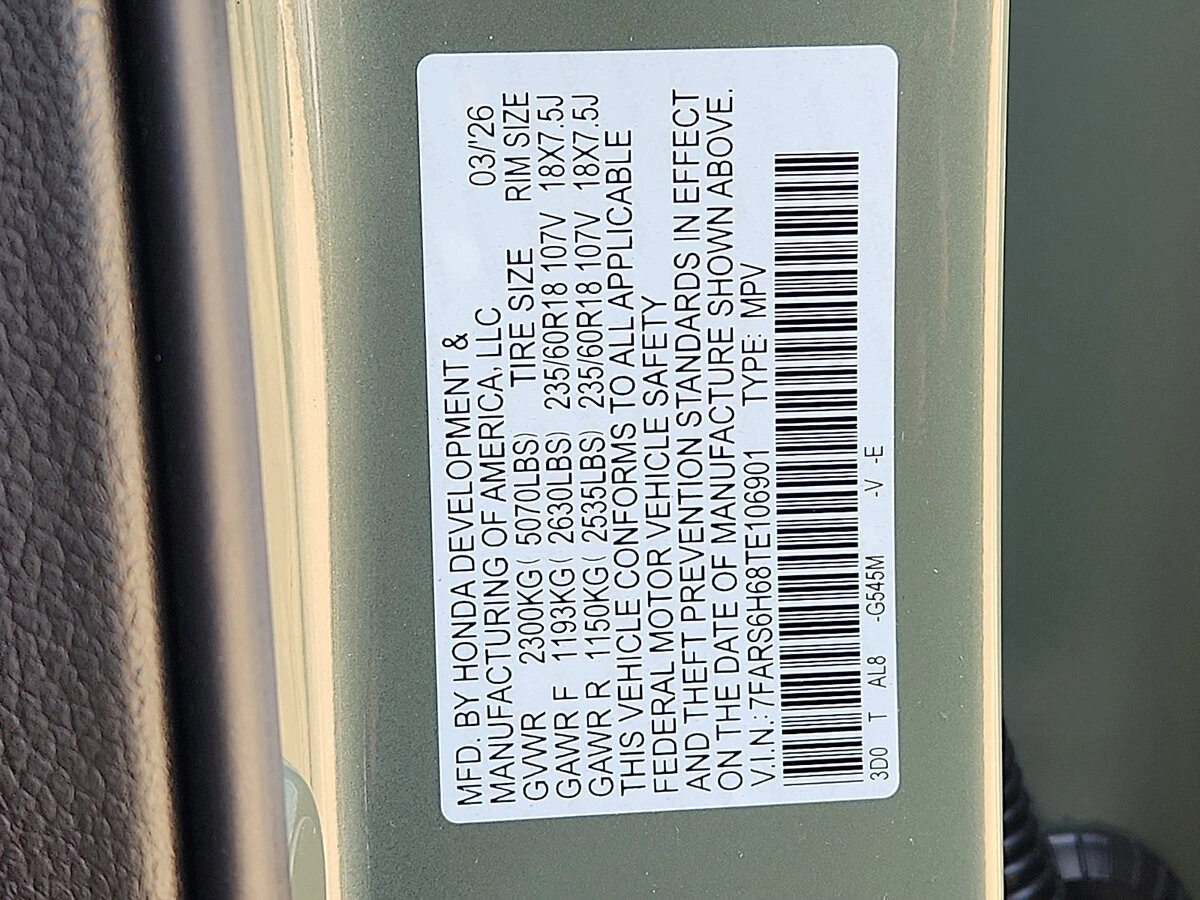 MFD. BY HONDA DEVELOPMENT &
MANUFACTURING OF AMERICA, LLC 03/'26
GVWR 2300KG( 5070LBS) TIRE SIZE RIM SIZE
GAWR F 1193KG( 2630LBS) 235/60R18 107V 18X7.5J
GAWR R 1150KG( 2535LBS) 235/60R18 107V 18X7.5J
THIS VEHICLE CONFORMS TO ALL APPLICABLE
FEDERAL MOTOR VEHICLE SAFETY
AND THEFT PREVENTION STANDARDS IN EFFECT
ON THE DATE OF MANUFACTURE SHOWN ABOVE.
V.I.N.: 7FARS6H68TE106901 TYPE: MPV
3D0 T AL8 -G545M -V -E